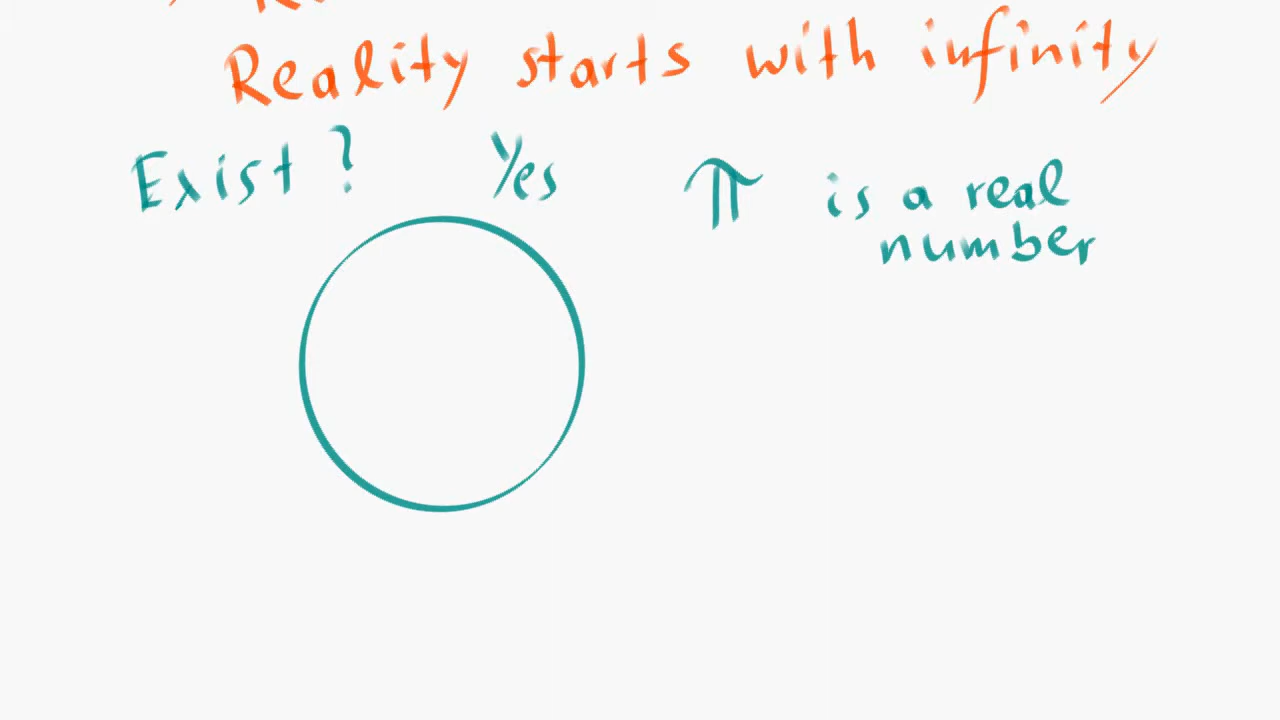 Reality starts with infinity
Exist? Yes π is a real
number